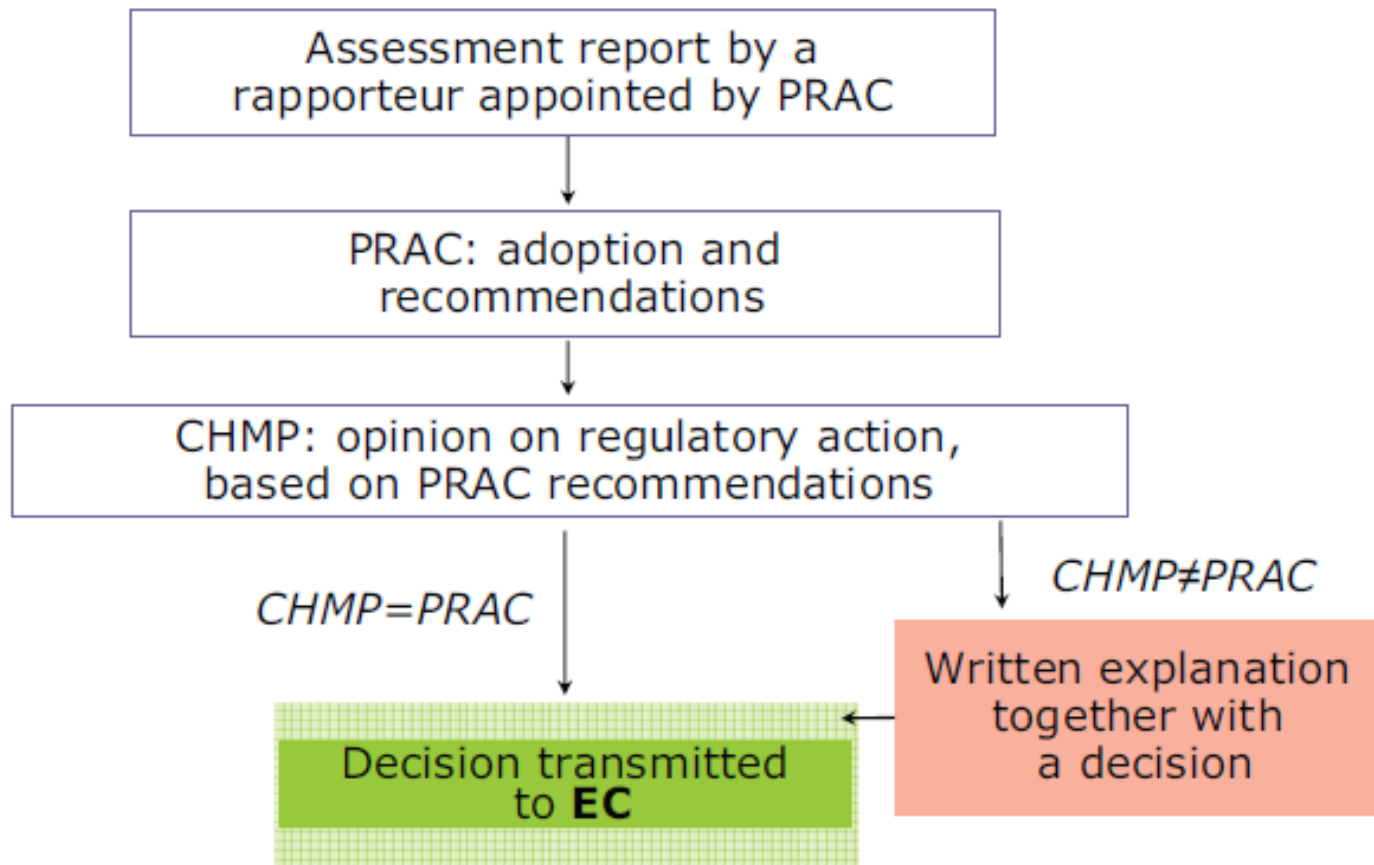 Assessment report by a
rapporteur appointed by PRAC
PRAC: adoption and
recommendations
CHMP: opinion on regulatory action,
based on PRAC recommendations
CHMP=PRAC
CHMP≠PRAC
Written explanation
together with
a decision
Decision transmitted
to EC